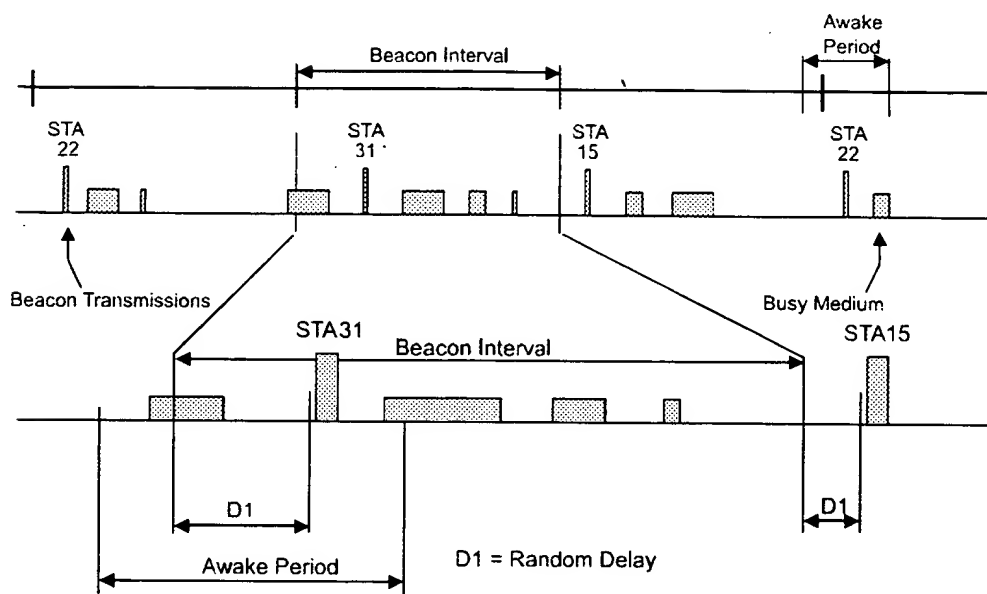 Awake
Period
Beacon Interval
STA
22
STA
31
STA
15
STA
22
Beacon Transmissions
Busy Medium
STA31
Beacon Interval
STA15
D1
D1
Awake Period
D1 = Random Delay